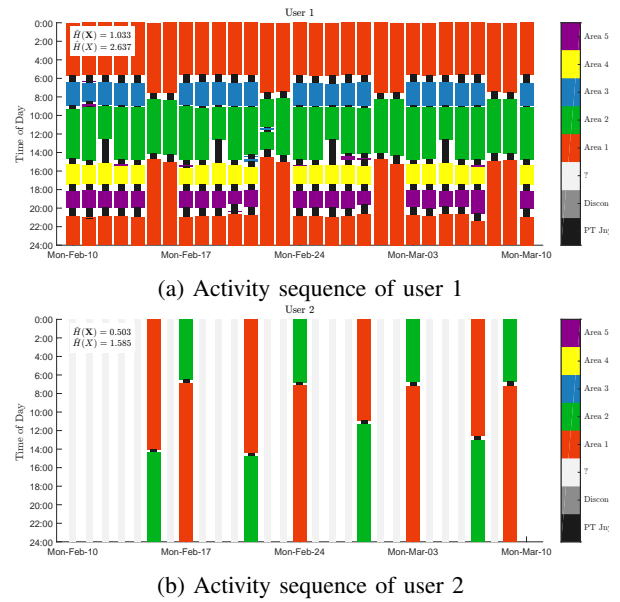 User 1
Ĥ(X) = 1.033
Ĥ(X) = 2.637
Time of Day
0:00
2:00
4:00
6:00
8:00
10:00
12:00
14:00
16:00
18:00
20:00
22:00
24:00
Mon-Feb-10
Mon-Feb-17
Mon-Feb-24
Mon-Mar-03
Mon-Mar-10
Area 5
Area 4
Area 3
Area 2
Area 1
?
Discon
PT Jny
(a) Activity sequence of user 1
User 2
Ĥ(X) = 0.503
Ĥ(X) = 1.585
Time of Day
0:00
2:00
4:00
6:00
8:00
10:00
12:00
14:00
16:00
18:00
20:00
22:00
24:00
Mon-Feb-10
Mon-Feb-17
Mon-Feb-24
Mon-Mar-03
Mon-Mar-10
Area 5
Area 4
Area 3
Area 2
Area 1
?
Discon
PT Jny
(b) Activity sequence of user 2